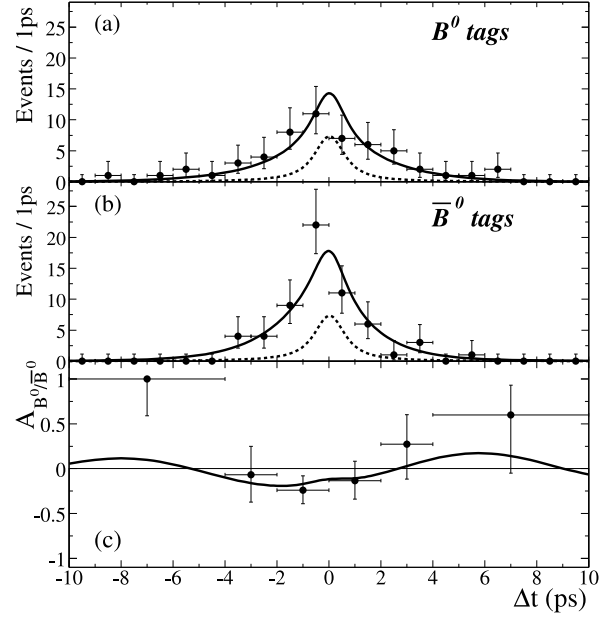 (a)
B⁰ tags
Events / 1ps
25
20
15
10
5
0
(b)
B̅⁰ tags
Events / 1ps
25
20
15
10
5
0
A_{B⁰/B̅⁰}
1
0.5
0
-0.5
-1
(c)
-10 -8 -6 -4 -2 0 2 4 6 8 10
Δt (ps)